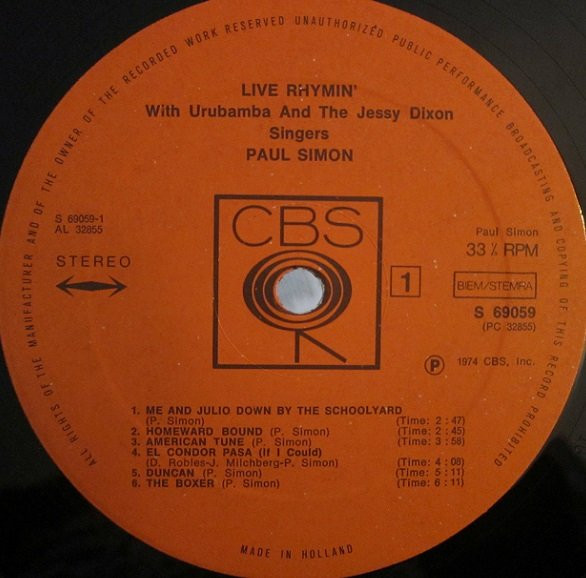 ALL RIGHTS OF THE MANUFACTURER AND OF THE OWNER OF THE RECORDED WORK RESERVED UNAUTHORIZED PUBLIC PERFORMANCE BROADCASTING AND COPYING OF THIS RECORD PROHIBITED
LIVE RHYMIN'
With Urubamba And The Jessy Dixon
Singers
PAUL SIMON
S 69059-1
AL 32855
STEREO
CBS
1
Paul Simon
33⅓ RPM
BIEM/STEMRA
S 69059
(PC 32855)
Ⓟ 1974 CBS, Inc.
1. ME AND JULIO DOWN BY THE SCHOOLYARD
(P. Simon) (Time: 2:47)
2. HOMEWARD BOUND (P. Simon) (Time: 2:45)
3. AMERICAN TUNE (P. Simon) (Time: 3:58)
4. EL CONDOR PASA (If I Could)
(D. Robles-J. Milchberg-P. Simon) (Time: 4:08)
5. DUNCAN (P. Simon) (Time: 5:11)
6. THE BOXER (P. Simon) (Time: 6:11)
MADE IN HOLLAND